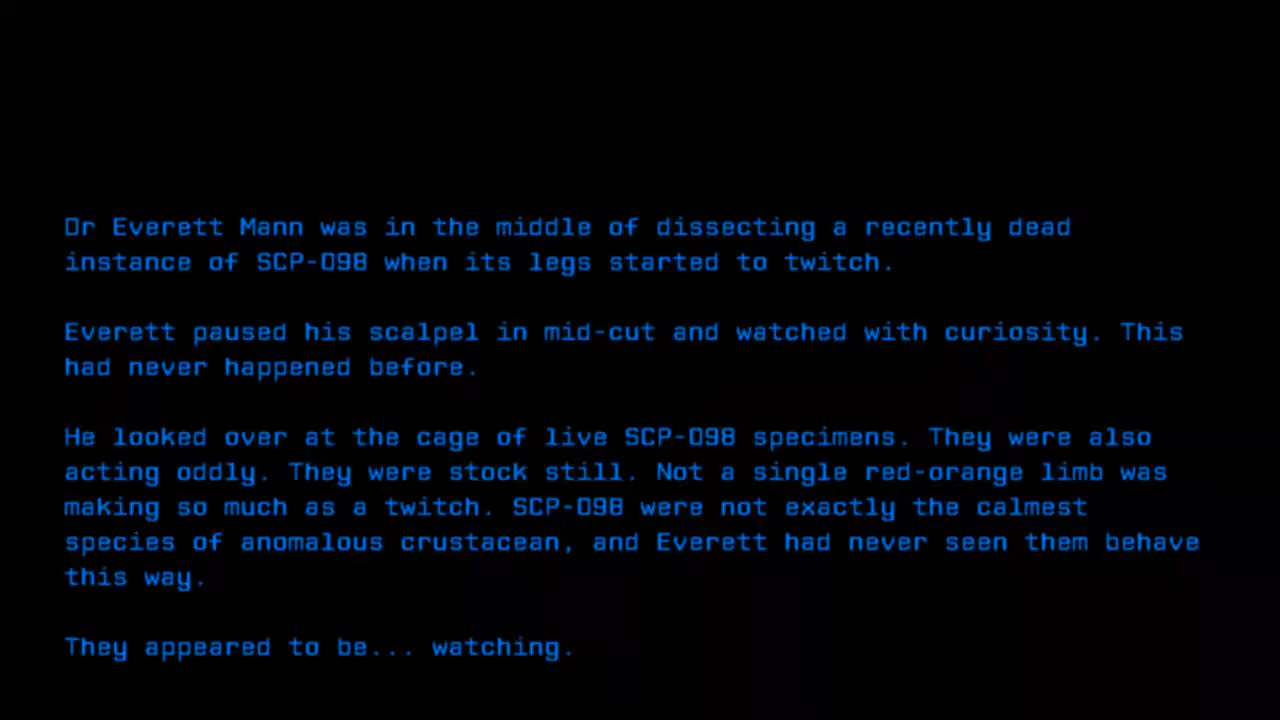 Dr Everett Mann was in the middle of dissecting a recently dead
instance of SCP-098 when its legs started to twitch.
Everett paused his scalpel in mid-cut and watched with curiosity. This
had never happened before.
He looked over at the cage of live SCP-098 specimens. They were also
acting oddly. They were stock still. Not a single red-orange limb was
making so much as a twitch. SCP-098 were not exactly the calmest
species of anomalous crustacean, and Everett had never seen them behave
this way.
They appeared to be... watching.